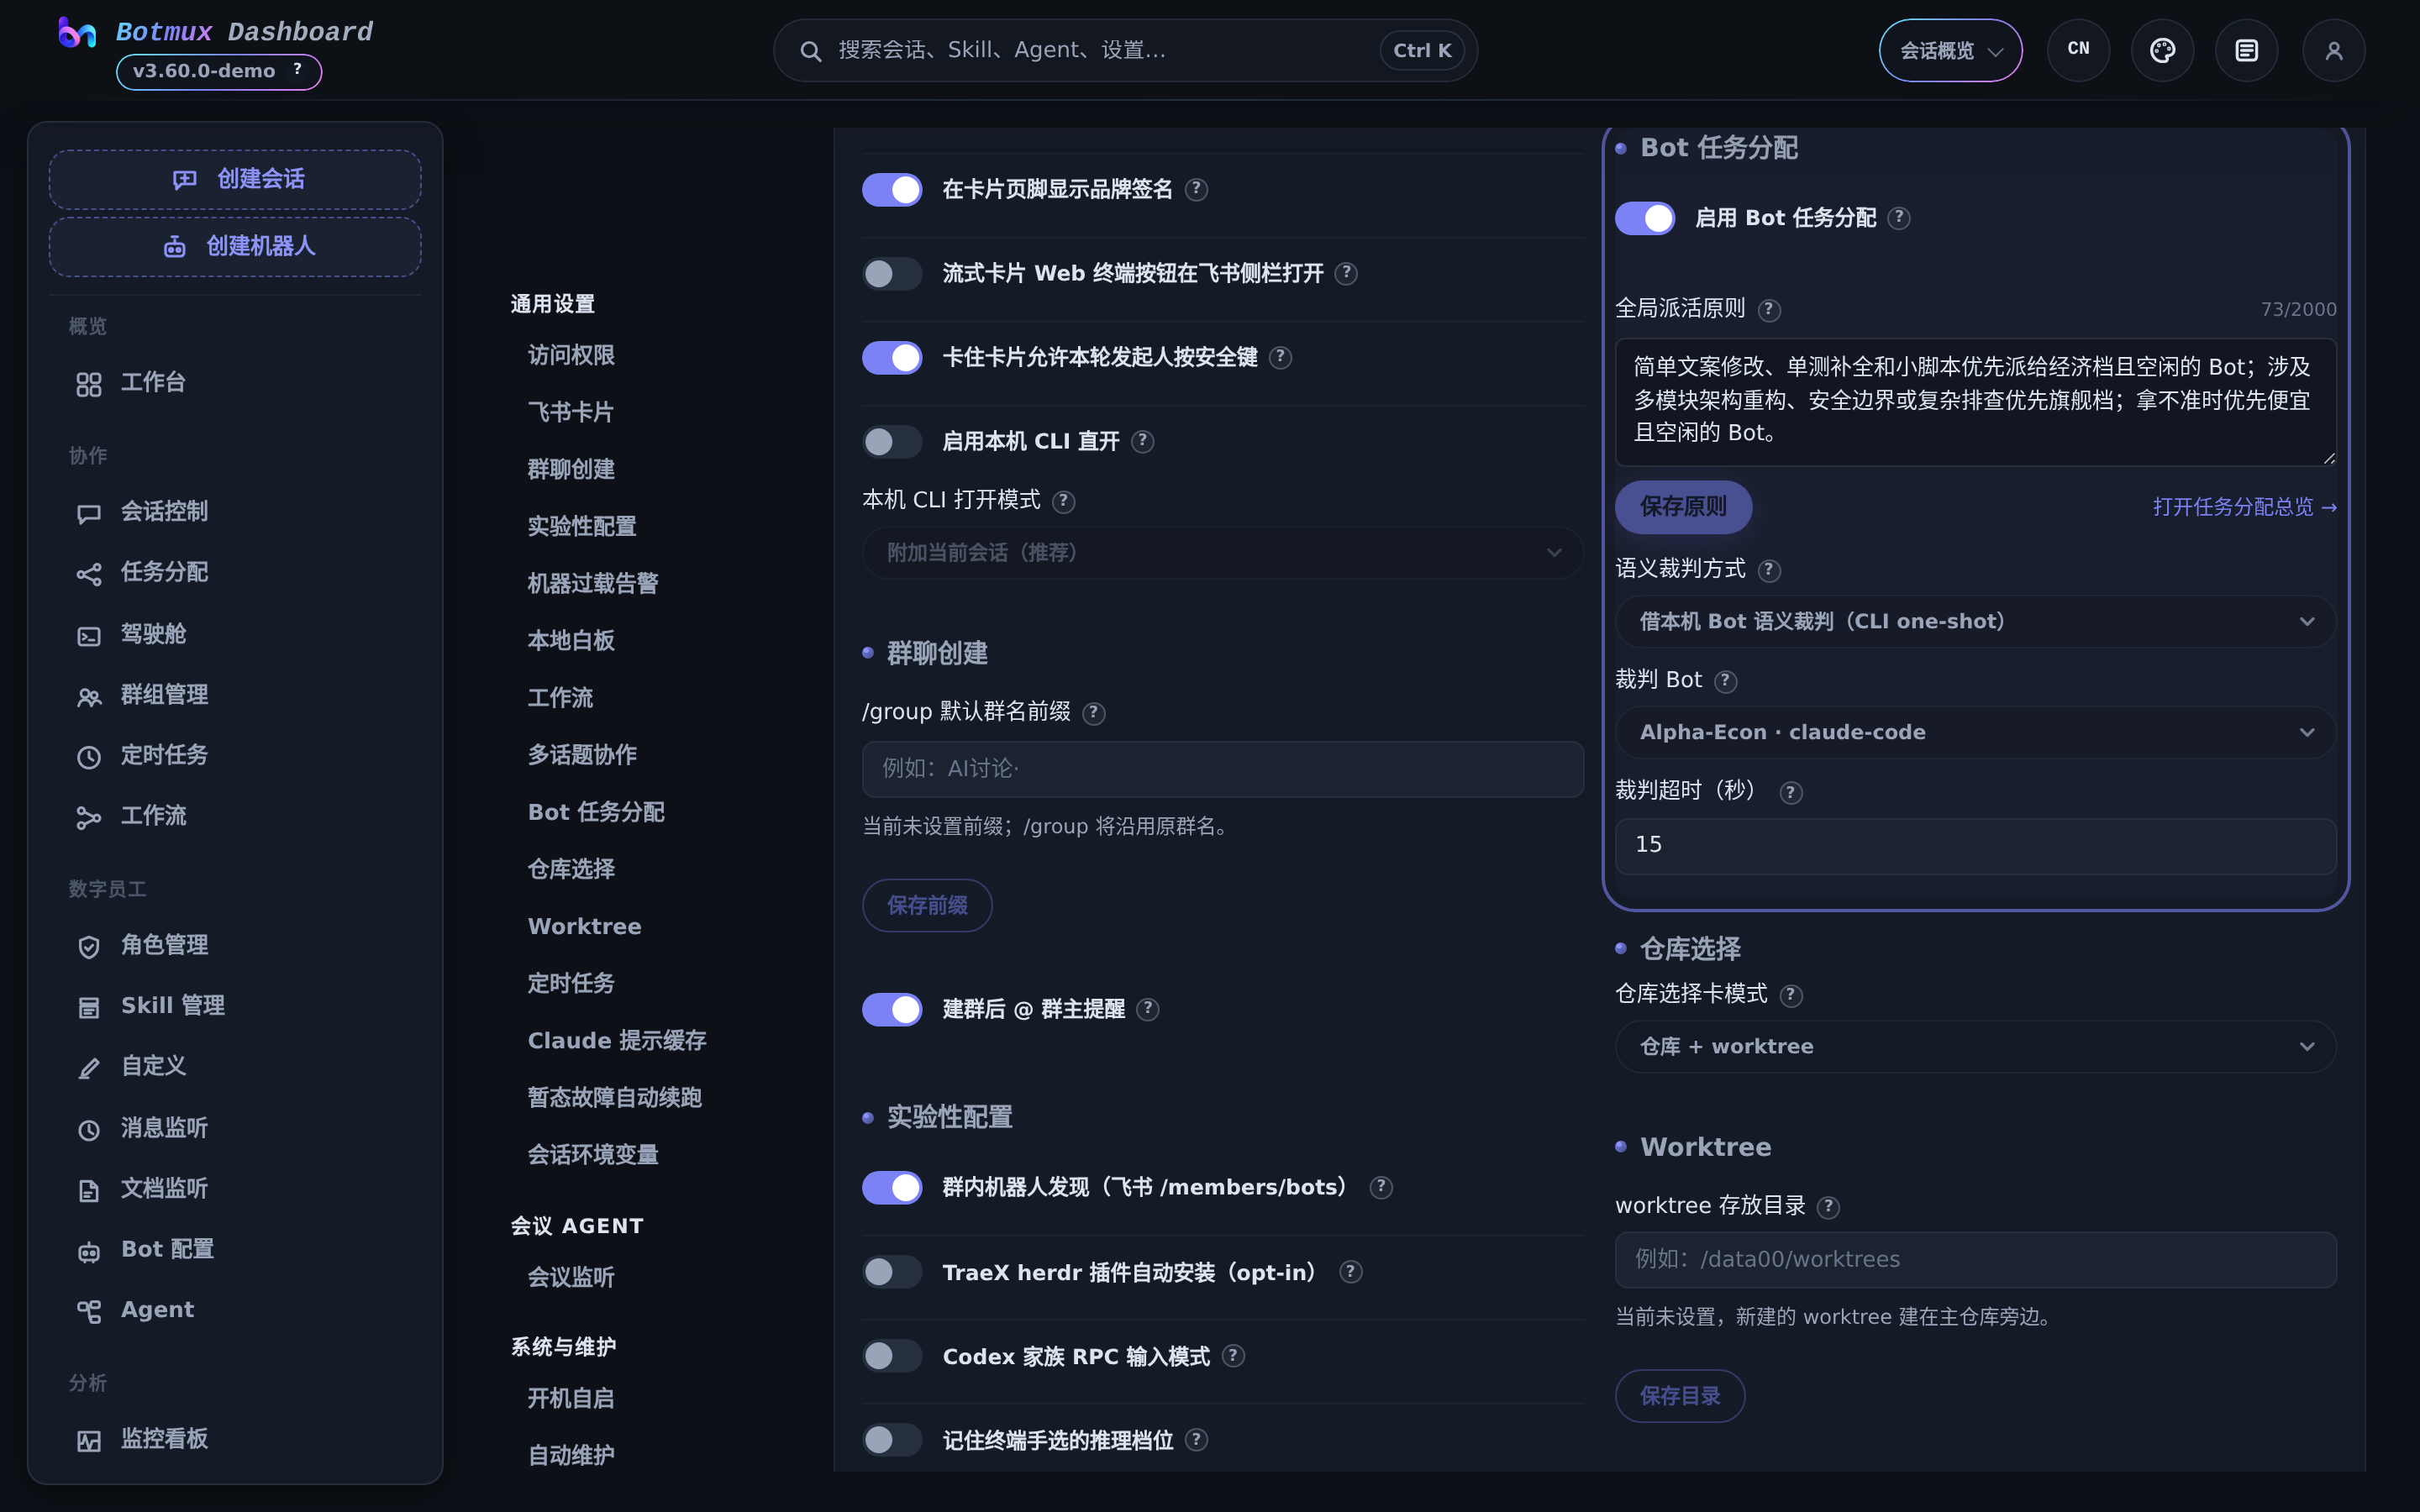 Botmux Dashboard
v3.60.0-demo ?
搜索会话、Skill、Agent、设置...
Ctrl K
会话概览
CN
创建会话
创建机器人
概览
工作台
协作
会话控制
任务分配
驾驶舱
群组管理
定时任务
工作流
数字员工
角色管理
Skill 管理
自定义
消息监听
文档监听
Bot 配置
Agent
分析
监控看板
通用设置
访问权限
飞书卡片
群聊创建
实验性配置
机器过载告警
本地白板
工作流
多话题协作
Bot 任务分配
仓库选择
Worktree
定时任务
Claude 提示缓存
暂态故障自动续跑
会话环境变量
会议 AGENT
会议监听
系统与维护
开机自启
自动维护
在卡片页脚显示品牌签名 ?
流式卡片 Web 终端按钮在飞书侧栏打开 ?
卡住卡片允许本轮发起人按安全键 ?
启用本机 CLI 直开 ?
本机 CLI 打开模式 ?
附加当前会话（推荐）
群聊创建
/group 默认群名前缀 ?
例如：AI讨论·
当前未设置前缀；/group 将沿用原群名。
保存前缀
建群后 @ 群主提醒 ?
实验性配置
群内机器人发现（飞书 /members/bots） ?
TraeX herdr 插件自动安装（opt-in） ?
Codex 家族 RPC 输入模式 ?
记住终端手选的推理档位 ?
Bot 任务分配
启用 Bot 任务分配 ?
全局派活原则 ?
73/2000
简单文案修改、单测补全和小脚本优先派给经济档且空闲的 Bot；涉及
多模块架构重构、安全边界或复杂排查优先旗舰档；拿不准时优先便宜
且空闲的 Bot。
保存原则
打开任务分配总览 →
语义裁判方式 ?
借本机 Bot 语义裁判（CLI one-shot）
裁判 Bot ?
Alpha-Econ · claude-code
裁判超时（秒） ?
15
仓库选择
仓库选择卡模式 ?
仓库 + worktree
Worktree
worktree 存放目录 ?
例如：/data00/worktrees
当前未设置，新建的 worktree 建在主仓库旁边。
保存目录